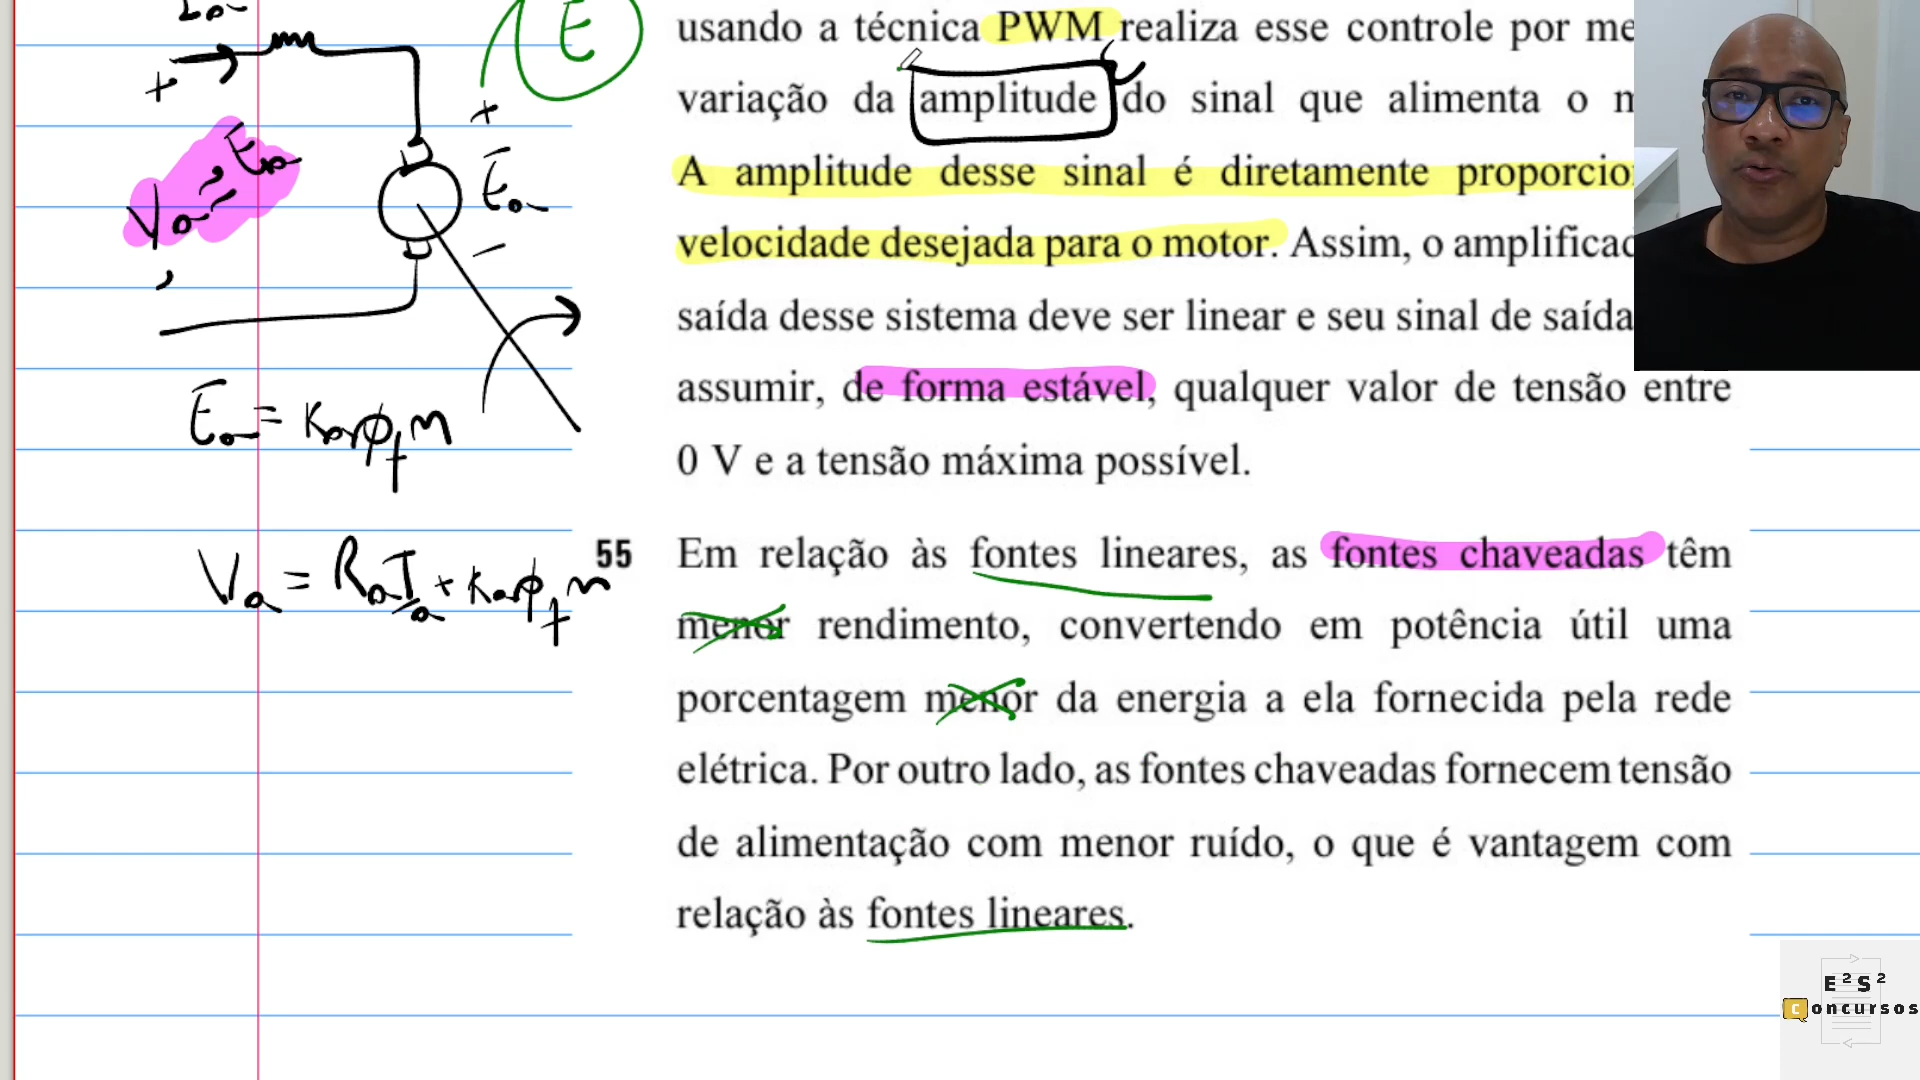 usando a técnica PWM realiza esse controle por me
variação da amplitude do sinal que alimenta o m
A amplitude desse sinal é diretamente proporcion
velocidade desejada para o motor. Assim, o amplificad
saída desse sistema deve ser linear e seu sinal de saída
assumir, de forma estável, qualquer valor de tensão entre
0 V e a tensão máxima possível.
55 Em relação às fontes lineares, as fontes chaveadas têm
menor rendimento, convertendo em potência útil uma
porcentagem menor da energia a ela fornecida pela rede
elétrica. Por outro lado, as fontes chaveadas fornecem tensão
de alimentação com menor ruído, o que é vantagem com
relação às fontes lineares.
E
+
+
Ea
-
Va
Ea = Kaϕf n
Va = RaIa + Kaϕf n
E²S²
Concursos